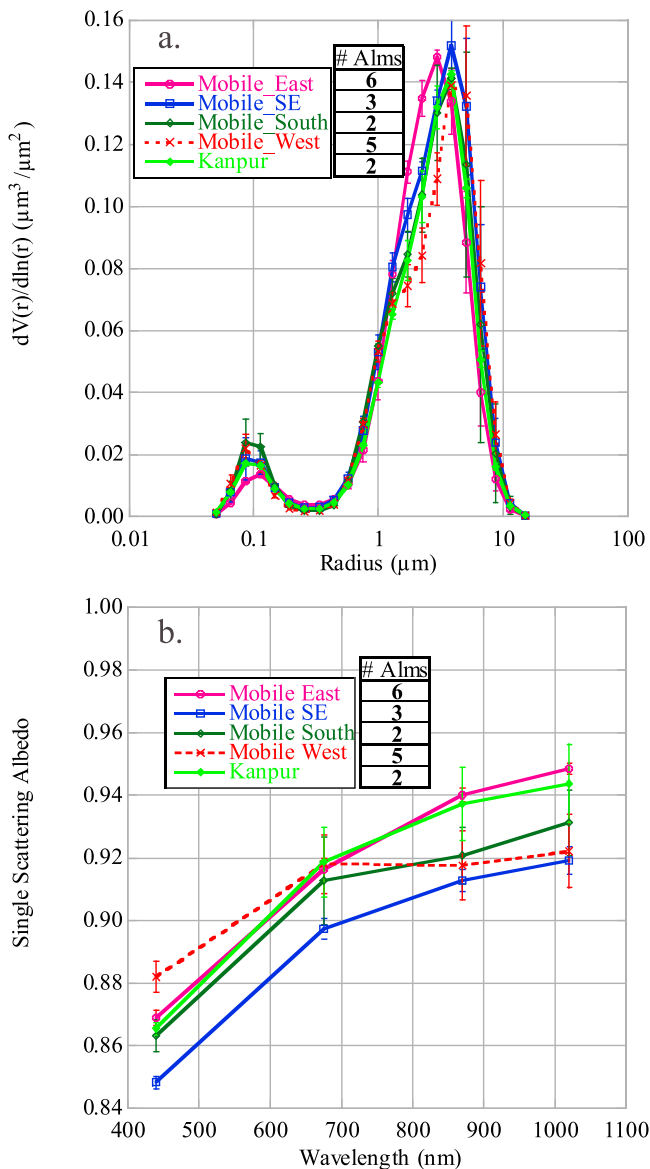 0.16
a.
# Alms
Mobile_East 6
Mobile_SE 3
Mobile_South 2
Mobile_West 5
Kanpur 2
0.14
0.12
0.10
0.08
0.06
0.04
0.02
0.00
dV(r)/dln(r) (µm³/µm²)
0.01 0.1 1 10 100
Radius (µm)
1.00
b.
# Alms
Mobile East 6
Mobile SE 3
Mobile South 2
Mobile West 5
Kanpur 2
0.98
0.96
0.94
0.92
0.90
0.88
0.86
0.84
Single Scattering Albedo
400 500 600 700 800 900 1000 1100
Wavelength (nm)